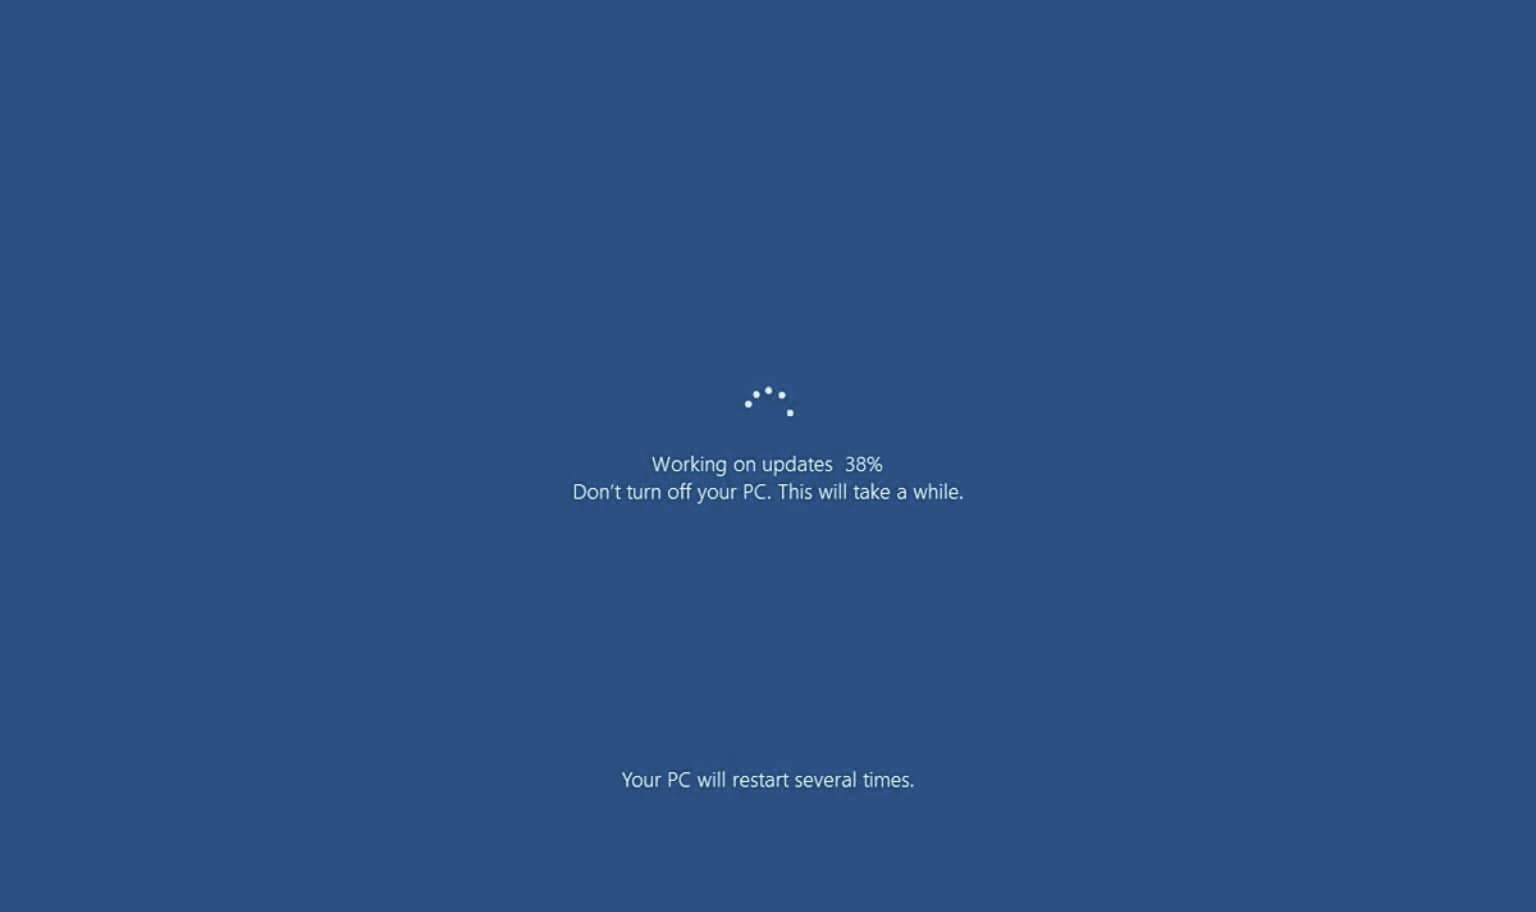 Working on updates  38%
Don't turn off your PC. This will take a while.
Your PC will restart several times.